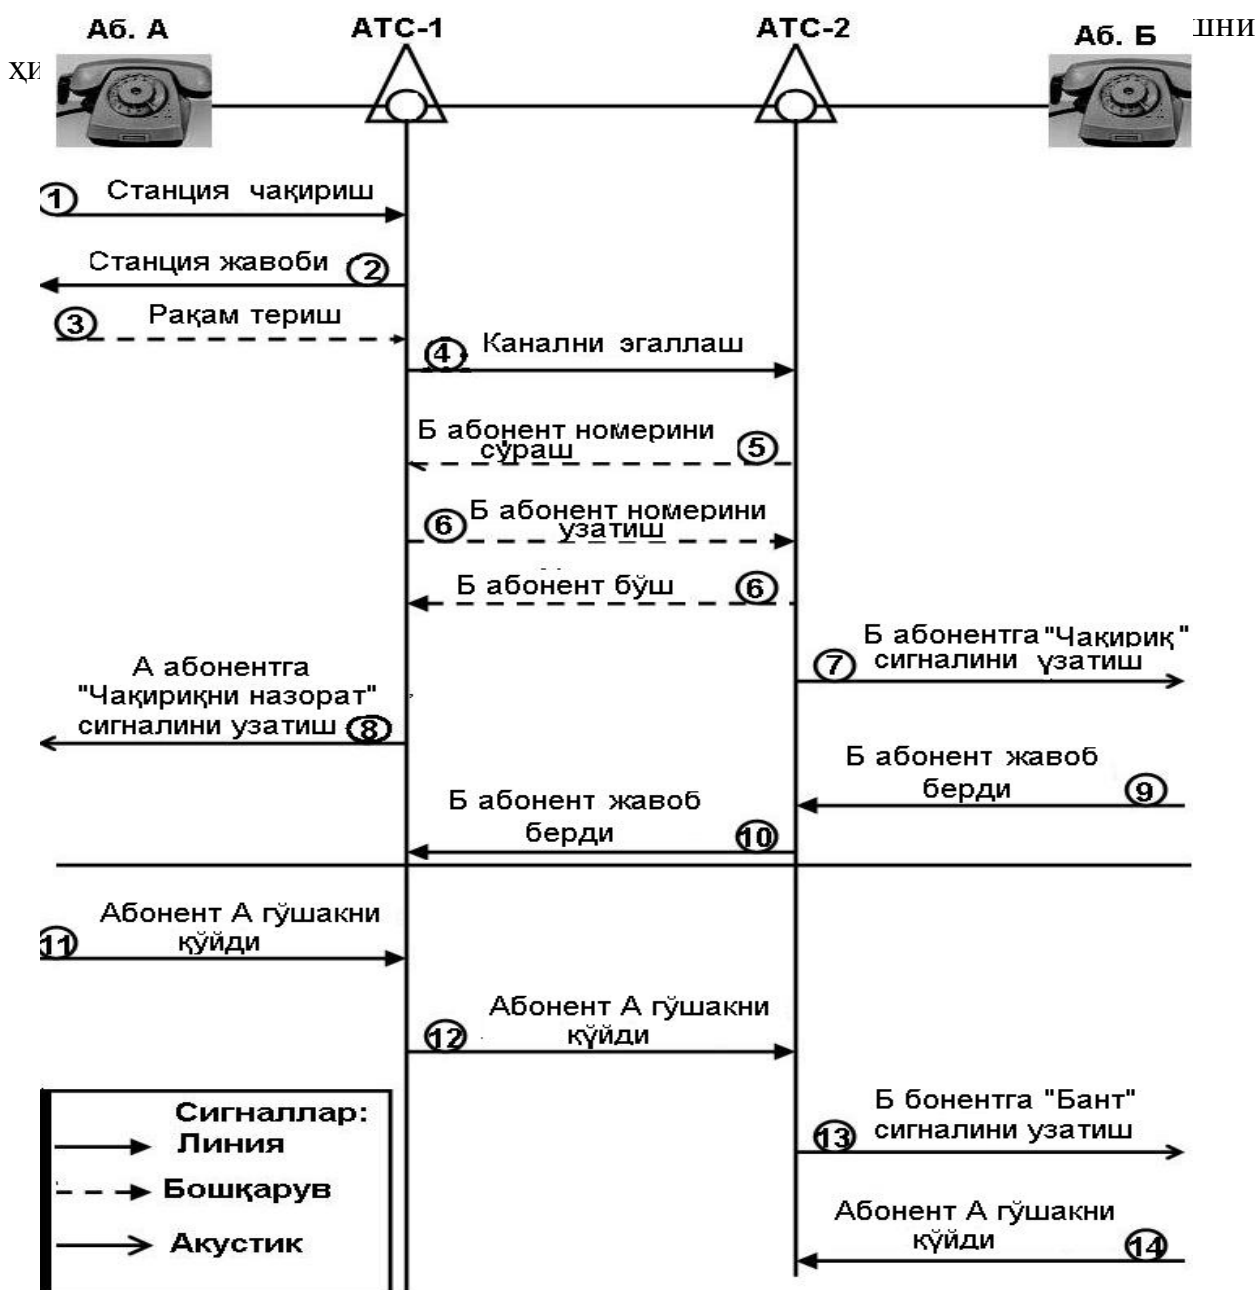 Аб. А
АТС-1
АТС-2
Аб. Б
шни
ҳи
1 Станция чақириш
Станция жавоби 2
3 Рақам териш
4 Канални эгаллаш
Б абонент номерини
сўраш 5
6 Б абонент номерини
узатиш
Б абонент бўш 6
Б абонентга "Чақириқ"
7 сигналини узатиш
А абонентга
"Чақириқни назорат"
сигналини узатиш 8
Б абонент жавоб
берди 9
Б абонент жавоб
берди 10
Абонент А гўшакни
11 қўйди
Абонент А гўшакни
12 қўйди
Б бонентга "Бант"
13 сигналини узатиш
Абонент А гўшакни
қўйди 14
Сигналлар:
Линия
Бошқарув
Акустик